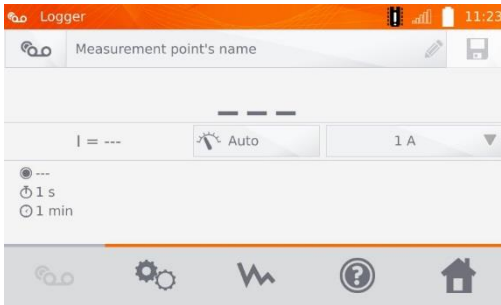 Logger 11:23
Measurement point's name
---
I = --- Auto 1 A
---
1 s
1 min